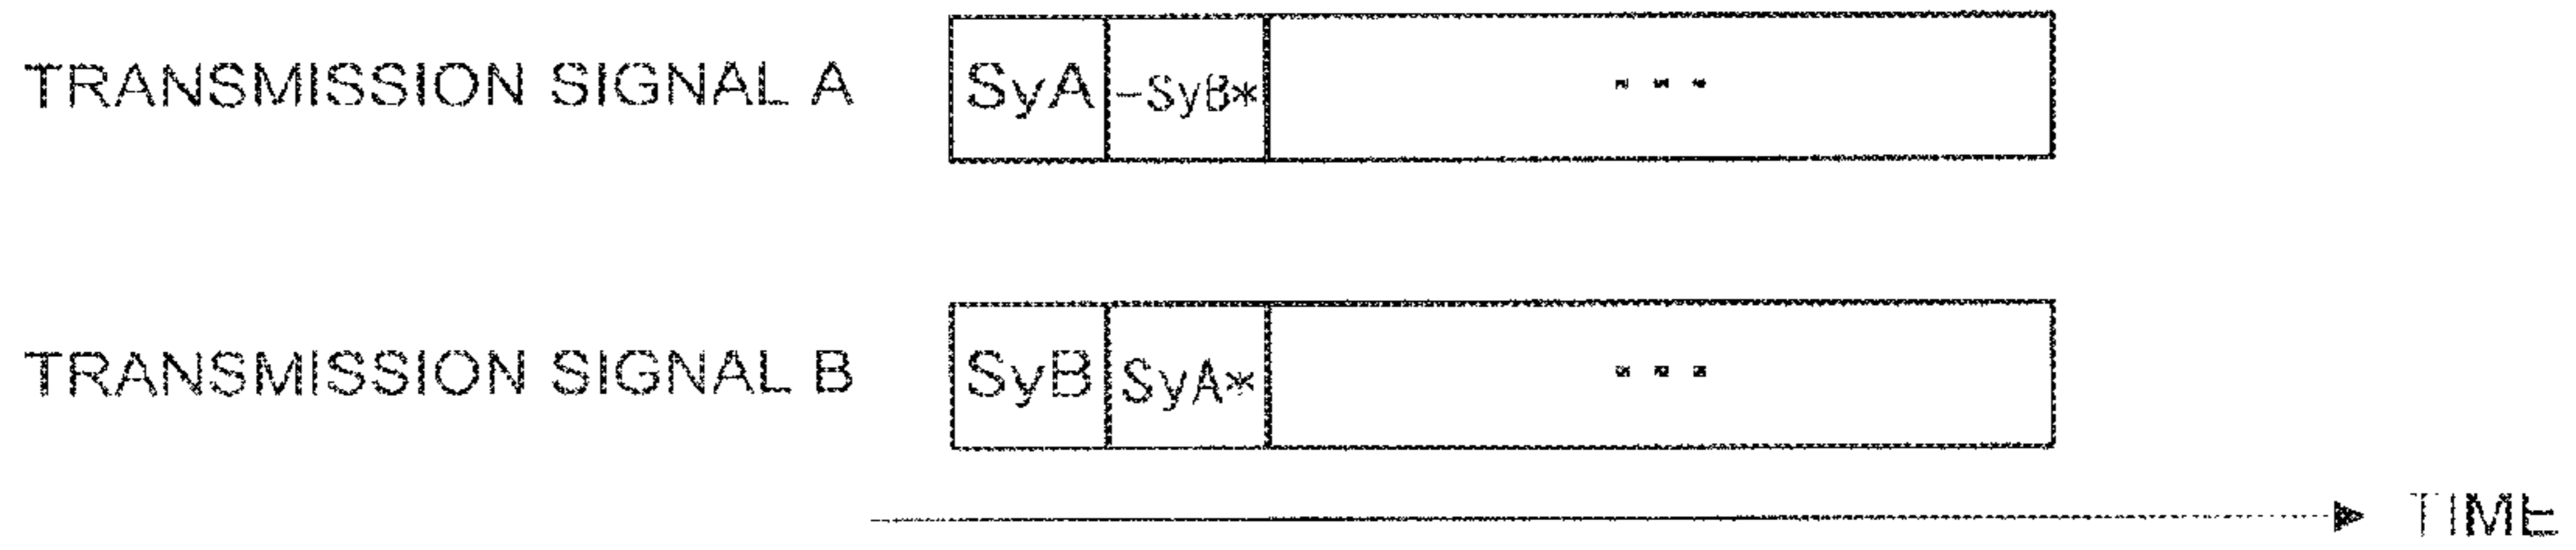 TRANSMISSION SIGNAL A SyA -SyB* ...
TRANSMISSION SIGNAL B SyB SyA* ...
TIME